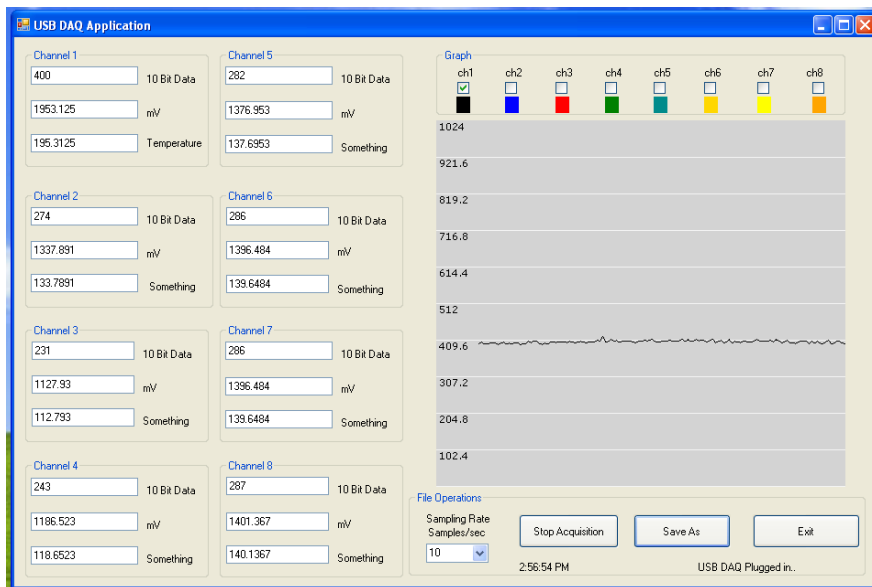 USB DAQ Application
Channel 1
400 10 Bit Data
1953.125 mV
195.3125 Temperature
Channel 2
274 10 Bit Data
1337.891 mV
133.7891 Something
Channel 3
231 10 Bit Data
1127.93 mV
112.793 Something
Channel 4
243 10 Bit Data
1186.523 mV
118.6523 Something
Channel 5
282 10 Bit Data
1376.953 mV
137.6953 Something
Channel 6
286 10 Bit Data
1396.484 mV
139.6484 Something
Channel 7
286 10 Bit Data
1396.484 mV
139.6484 Something
Channel 8
287 10 Bit Data
1401.367 mV
140.1367 Something
Graph
ch1 ch2 ch3 ch4 ch5 ch6 ch7 ch8
1024
921.6
819.2
716.8
614.4
512
409.6
307.2
204.8
102.4
File Operations
Sampling Rate
Samples/sec
10
Stop Acquisition
Save As
Exit
2:56:54 PM
USB DAQ Plugged in..